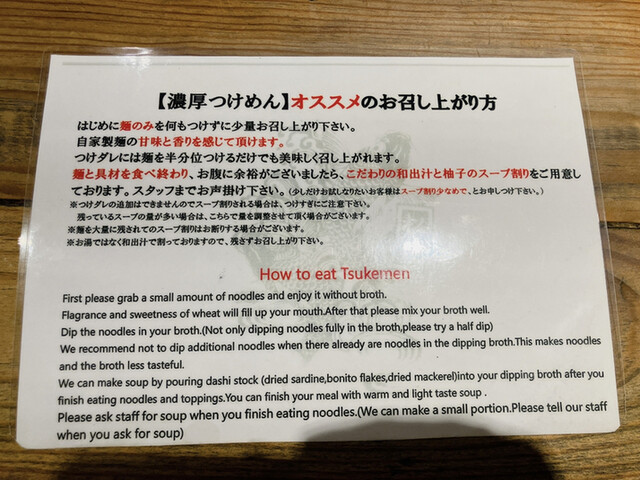 【濃厚つけめん】オススメのお召し上がり方
はじめに麺のみを何もつけずに少量お召し上がり下さい。
自家製麺の甘味と香りを感じて頂けます。
つけダレには麺を半分位つけるだけでも美味しく召し上がれます。
麺と具材を食べ終わり、お腹に余裕がございましたら、こだわりの和出汁と柚子のスープ割りをご用意し
ております。スタッフまでお声掛け下さい。(少しだけお試しなりたいお客様はスープ割り少なめで、とお申しつけ下さい。)
※つけダレの追加はできませんのでスープ割りされる場合は、つけすぎにご注意下さい。
残っているスープの量が多い場合は、こちらで量を調整させて頂く場合がございます。
※麺を大量に残されてのスープ割りはお断りする場合がございます。
※お湯ではなく和出汁で割っておりますので、残さずお召し上がり下さい。
How to eat Tsukemen
First please grab a small amount of noodles and enjoy it without broth.
Flagrance and sweetness of wheat will fill up your mouth.After that please mix your broth well.
Dip the noodles in your broth.(Not only dipping noodles fully in the broth,please try a half dip)
We recommend not to dip additional noodles when there already are noodles in the dipping broth.This makes noodles
and the broth less tasteful.
We can make soup by pouring dashi stock (dried sardine,bonito flakes,dried mackerel)into your dipping broth after you
finish eating noodles and toppings.You can finish your meal with warm and light taste soup .
Please ask staff for soup when you finish eating noodles.(We can make a small portion.Please tell our staff
when you ask for soup)